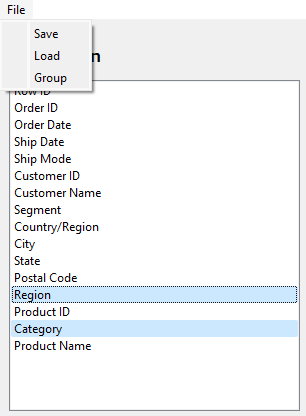 File
Save
Load
Group
Row ID
Order ID
Order Date
Ship Date
Ship Mode
Customer ID
Customer Name
Segment
Country/Region
City
State
Postal Code
Region
Product ID
Category
Product Name